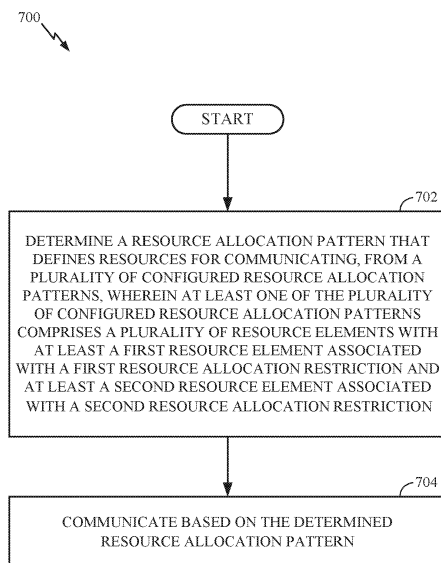 700
START
702
DETERMINE A RESOURCE ALLOCATION PATTERN THAT
DEFINES RESOURCES FOR COMMUNICATING, FROM A
PLURALITY OF CONFIGURED RESOURCE ALLOCATION
PATTERNS, WHEREIN AT LEAST ONE OF THE PLURALITY
OF CONFIGURED RESOURCE ALLOCATION PATTERNS
COMPRISES A PLURALITY OF RESOURCE ELEMENTS WITH
AT LEAST A FIRST RESOURCE ELEMENT ASSOCIATED
WITH A FIRST RESOURCE ALLOCATION RESTRICTION AND
AT LEAST A SECOND RESOURCE ELEMENT ASSOCIATED
WITH A SECOND RESOURCE ALLOCATION RESTRICTION
704
COMMUNICATE BASED ON THE DETERMINED
RESOURCE ALLOCATION PATTERN